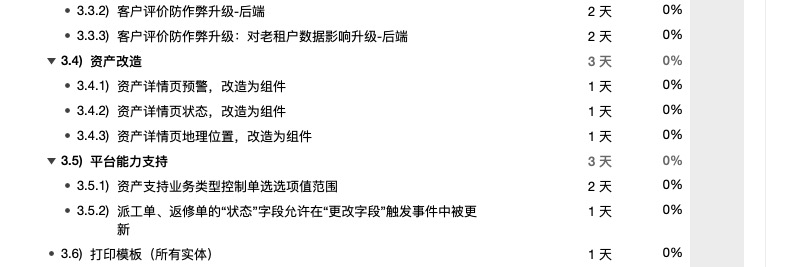 3.3.2) 客户评价防作弊升级-后端 2 天 0%
3.3.3) 客户评价防作弊升级：对老租户数据影响升级-后端 2 天 0%
3.4) 资产改造 3 天 0%
3.4.1) 资产详情页预警，改造为组件 1 天 0%
3.4.2) 资产详情页状态，改造为组件 1 天 0%
3.4.3) 资产详情页地理位置，改造为组件 1 天 0%
3.5) 平台能力支持 3 天 0%
3.5.1) 资产支持业务类型控制单选选项值范围 2 天 0%
3.5.2) 派工单、返修单的“状态”字段允许在“更改字段”触发事件中被更 1 天 0%
新
3.6) 打印模板（所有实体） 1 天 0%